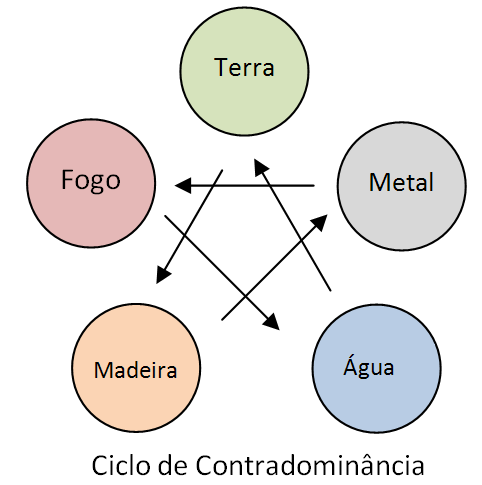 Terra
Fogo
Metal
Madeira
Água
Ciclo de Contradominância